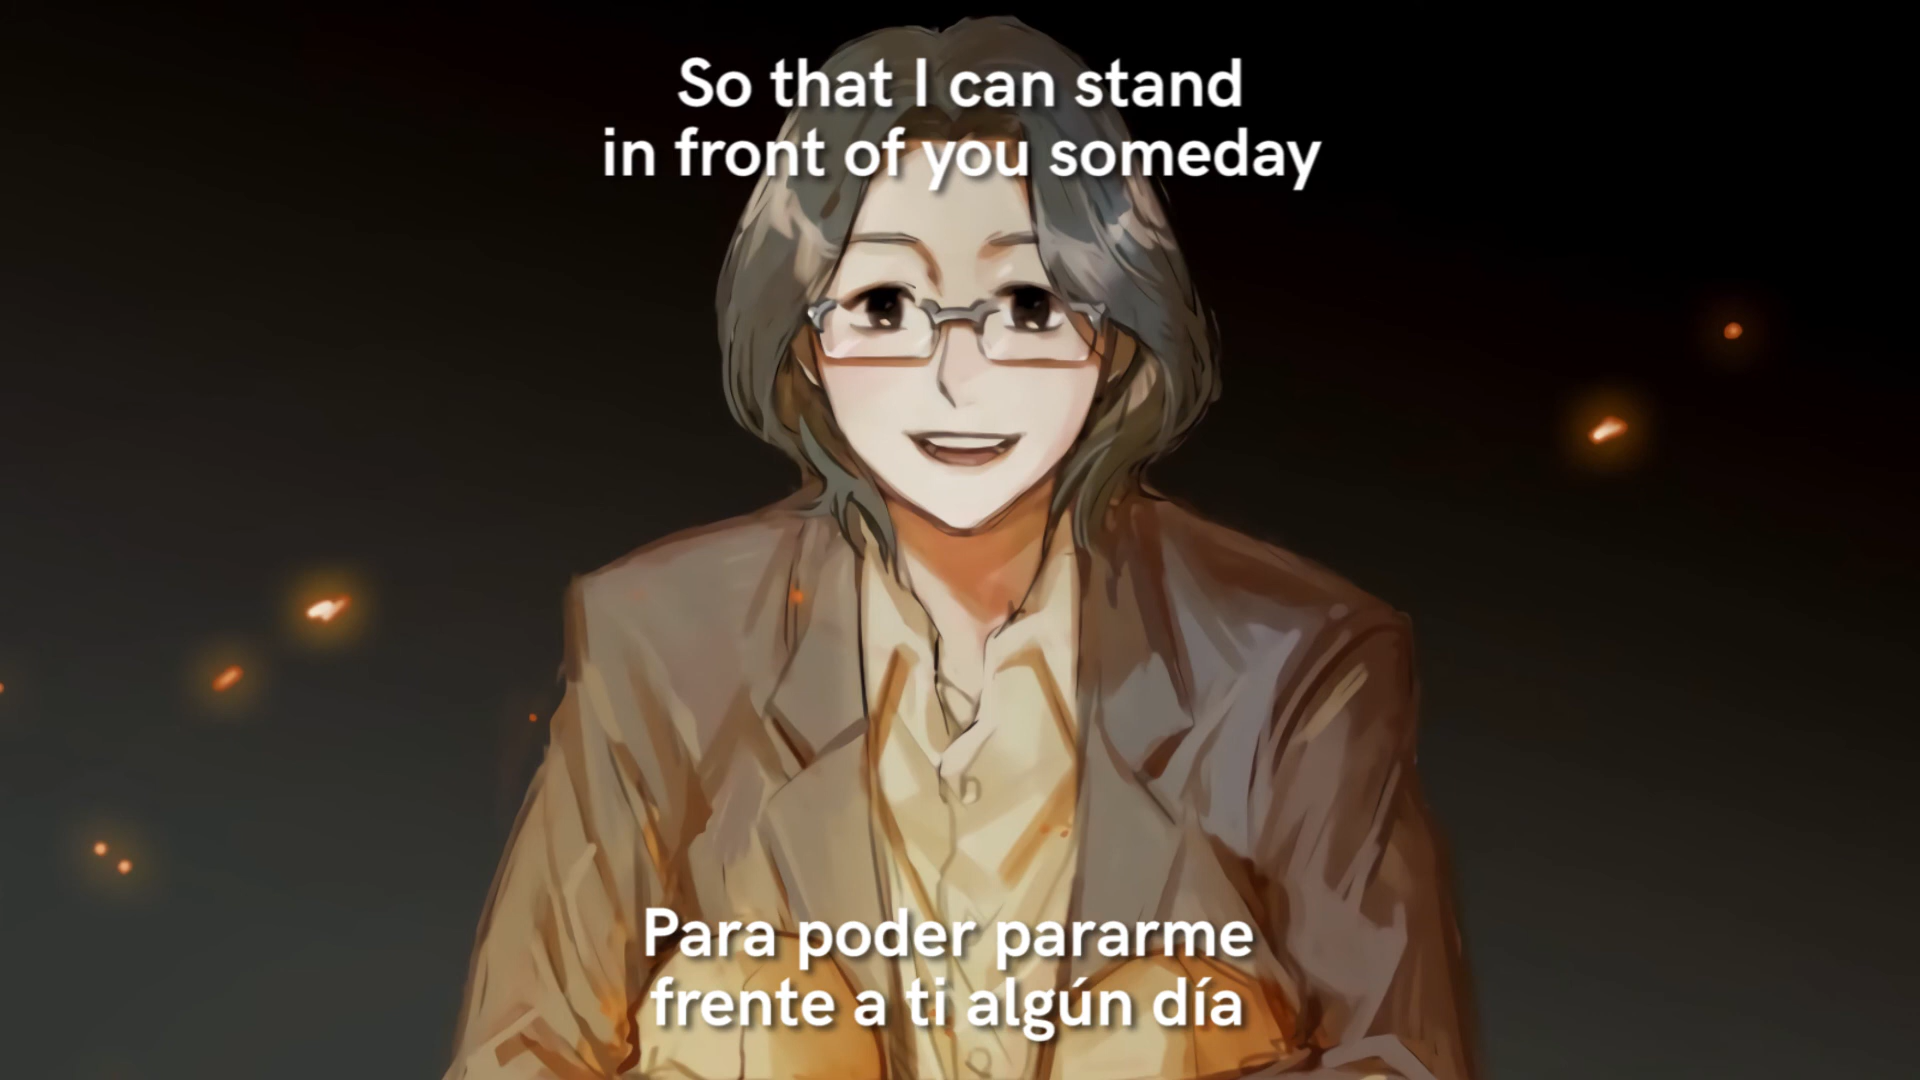 So that I can stand
in front of you someday
Para poder pararme
frente a ti algún día